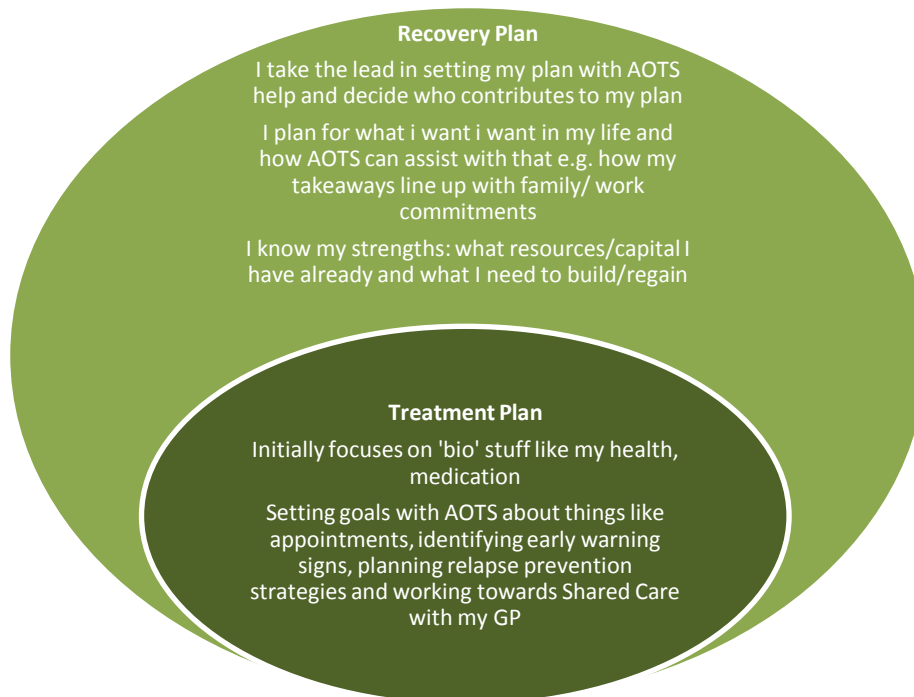 Recovery Plan
I take the lead in setting my plan with AOTS
help and decide who contributes to my plan
I plan for what i want i want in my life and
how AOTS can assist with that e.g. how my
takeaways line up with family/ work
commitments
I know my strengths: what resources/capital I
have already and what I need to build/regain
Treatment Plan
Initially focuses on 'bio' stuff like my health,
medication
Setting goals with AOTS about things like
appointments, identifying early warning
signs, planning relapse prevention
strategies and working towards Shared Care
with my GP